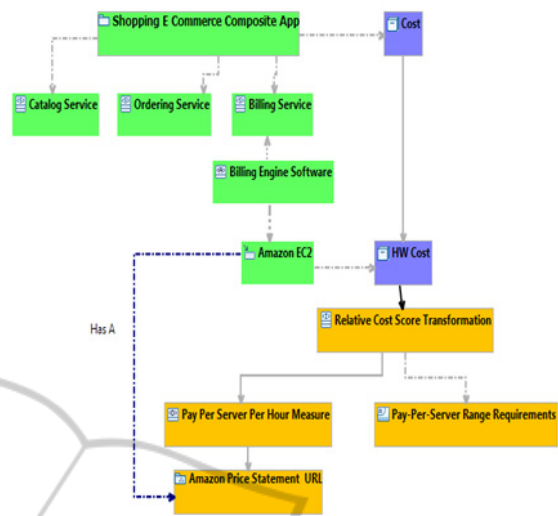 Shopping E Commerce Composite App
Cost
Catalog Service
Ordering Service
Billing Service
Billing Engine Software
Amazon EC2
HW Cost
Has A
Relative Cost Score Transformation
Pay Per Server Per Hour Measure
Pay-Per-Server Range Requirements
Amazon Price Statement URL